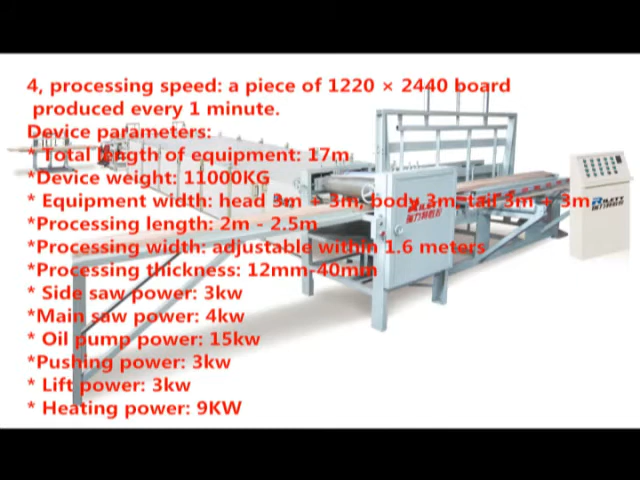 4, processing speed: a piece of 1220 × 2440 board
produced every 1 minute.
Device parameters:
* Total length of equipment: 17m
*Device weight: 11000KG
* Equipment width: head 3m + 3m, body 3m, tail 3m + 3m
*Processing length: 2m - 2.5m
*Processing width: adjustable within 1.6 meters
*Processing thickness: 12mm-40mm
* Side saw power: 3kw
*Main saw power: 4kw
* Oil pump power: 15kw
*Pushing power: 3kw
* Lift power: 3kw
* Heating power: 9KW